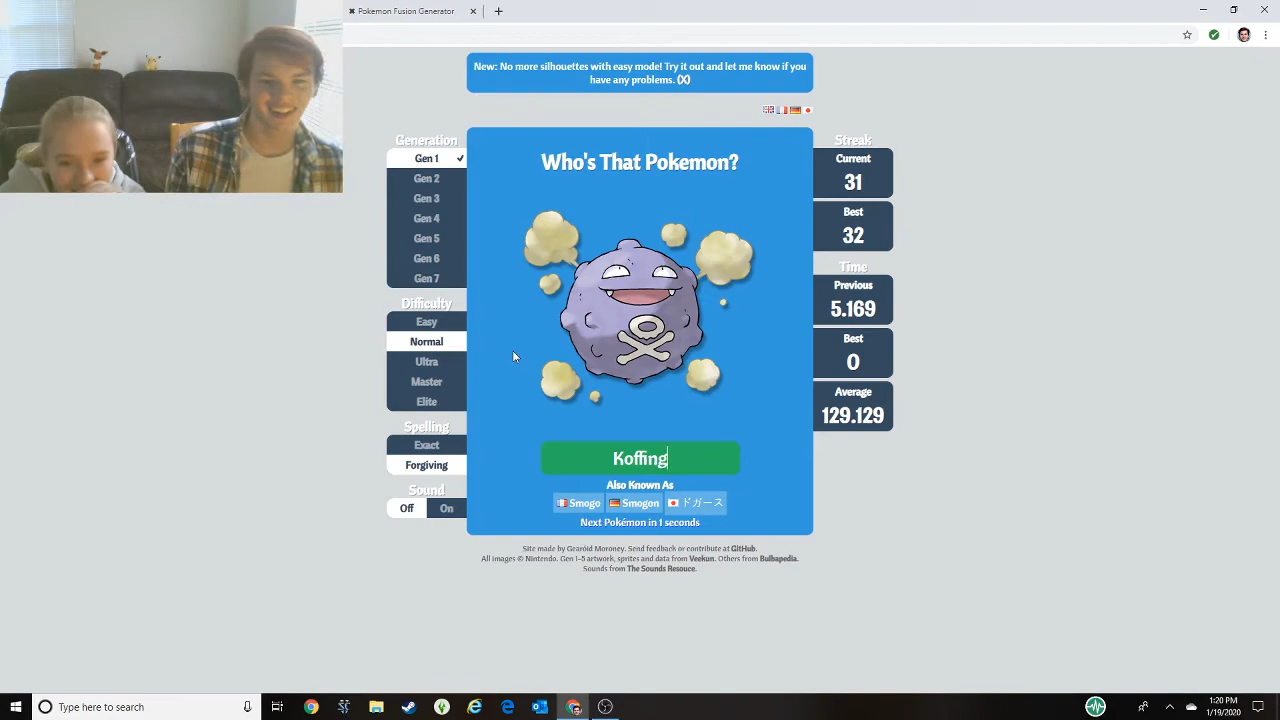 Pokemon Fusion Generator
New: No more silhouettes with easy mode! Try it out and let me know if you
have any problems. (X)
Generation
Gen 1
Gen 2
Gen 3
Gen 4
Gen 5
Gen 6
Gen 7
Difficulty
Easy
Normal
Ultra
Master
Elite
Spelling
Exact
Forgiving
Sound
Off On
Who's That Pokemon?
Koffing
Also Known As
Smogo Smogon ドガース
Next Pokémon in 1 seconds
Streak
Current
31
Best
32
Time
Previous
5.169
Best
0
Average
129.129
Site made by Gearóid Moroney. Send feedback or contribute at GitHub.
All images © Nintendo. Gen 1-5 artwork, sprites and data from Veekun. Others from Bulbapedia.
Sounds from The Sounds Resouce.
Type here to search
1:20 PM
1/19/2020